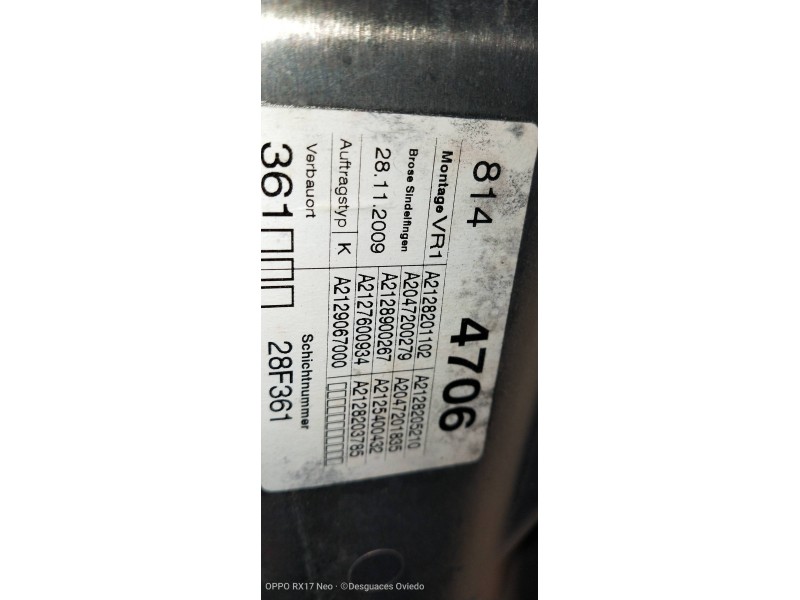 814 4706
Montage VR1 A2128201102 A2128205210
Brose Sindelfingen A2047200279 A2047201835
28.11.2009 A2128900267 A2125400432
A2127600934 A2128203785
Auftragstyp K A2129067000
Verbauort Schichtnummer
361 28F361
OPPO RX17 Neo · ©Desguaces Oviedo